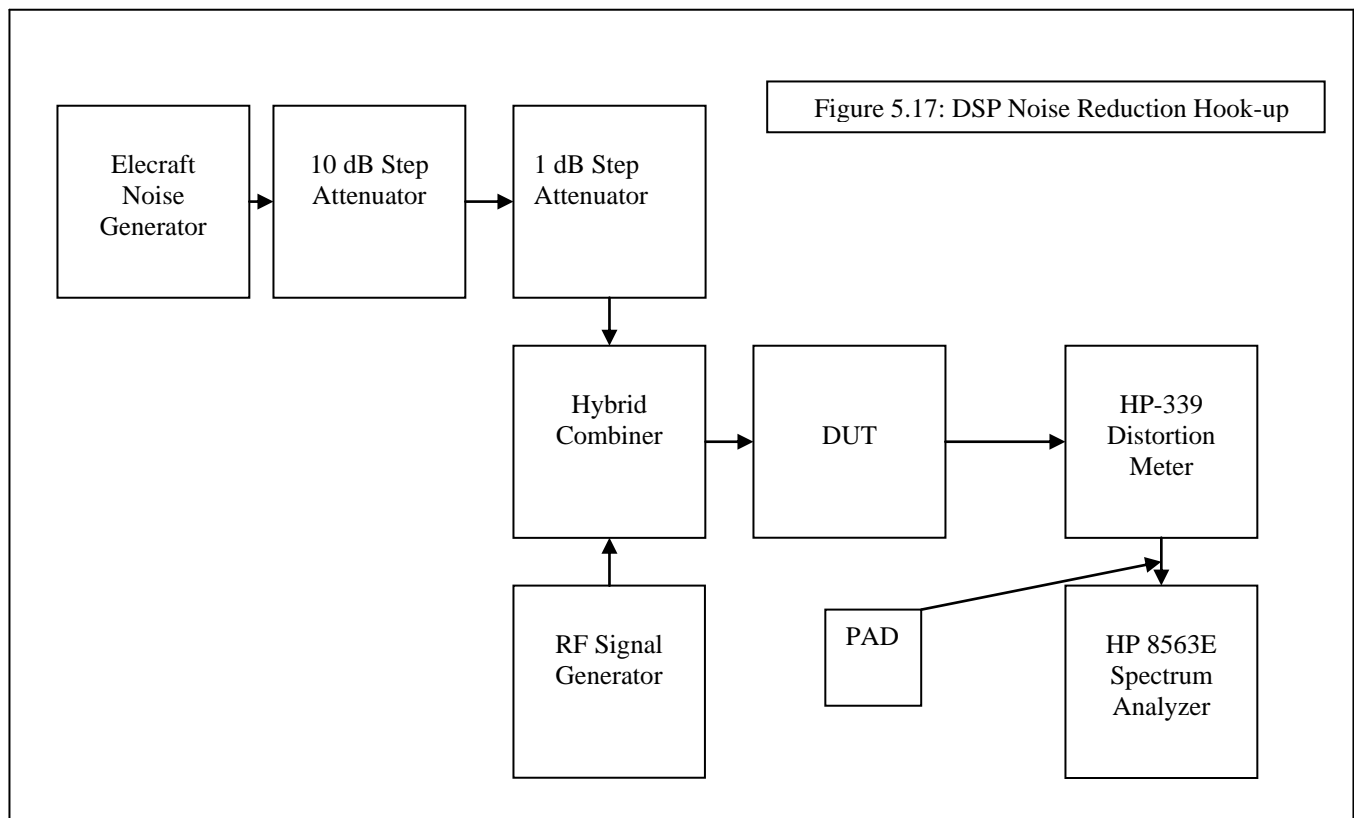 Figure 5.17: DSP Noise Reduction Hook-up
Elecraft
Noise
Generator
10 dB Step
Attenuator
1 dB Step
Attenuator
Hybrid
Combiner
DUT
HP-339
Distortion
Meter
RF Signal
Generator
PAD
HP 8563E
Spectrum
Analyzer